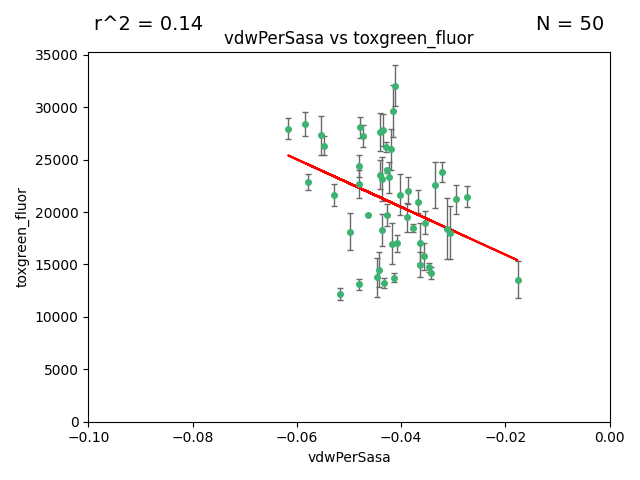 r^2 = 0.14
N = 50
vdwPerSasa vs toxgreen_fluor
35000
30000
25000
20000
15000
10000
5000
0
toxgreen_fluor
−0.10
−0.08
−0.06
−0.04
−0.02
0.00
vdwPerSasa